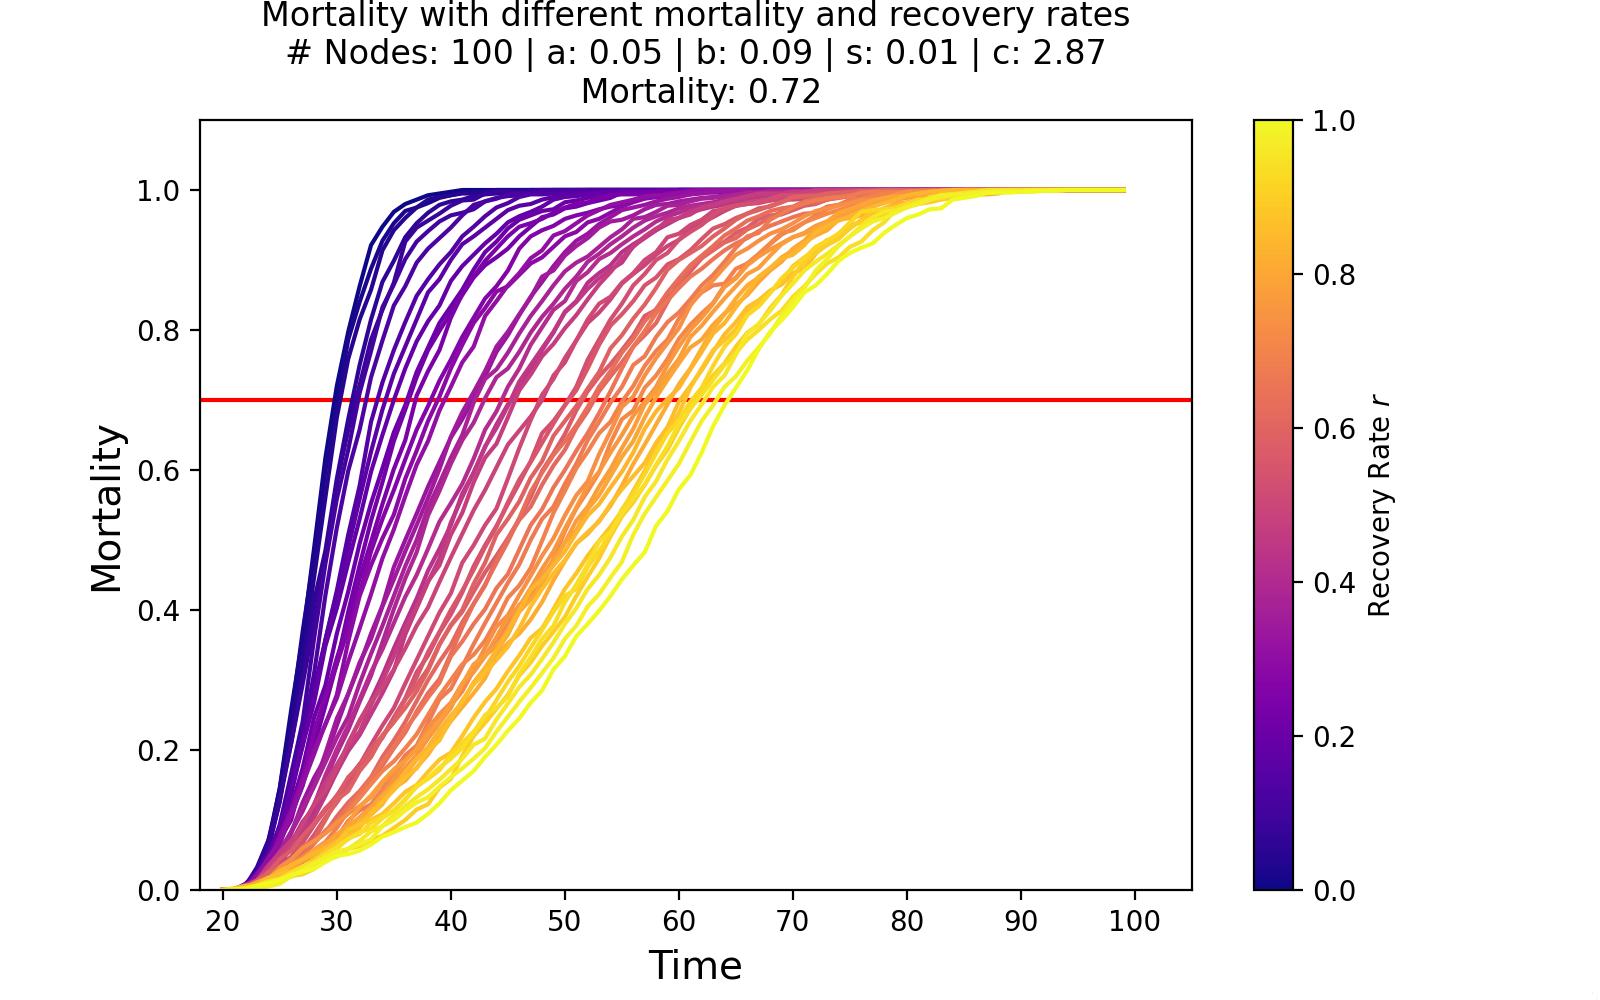 Mortality with different mortality and recovery rates
# Nodes: 100 | a: 0.05 | b: 0.09 | s: 0.01 | c: 2.87
Mortality: 0.72
Mortality
1.0
0.8
0.6
0.4
0.2
0.0
20 30 40 50 60 70 80 90 100
Time
1.0
0.8
0.6
0.4
0.2
0.0
Recovery Rate r